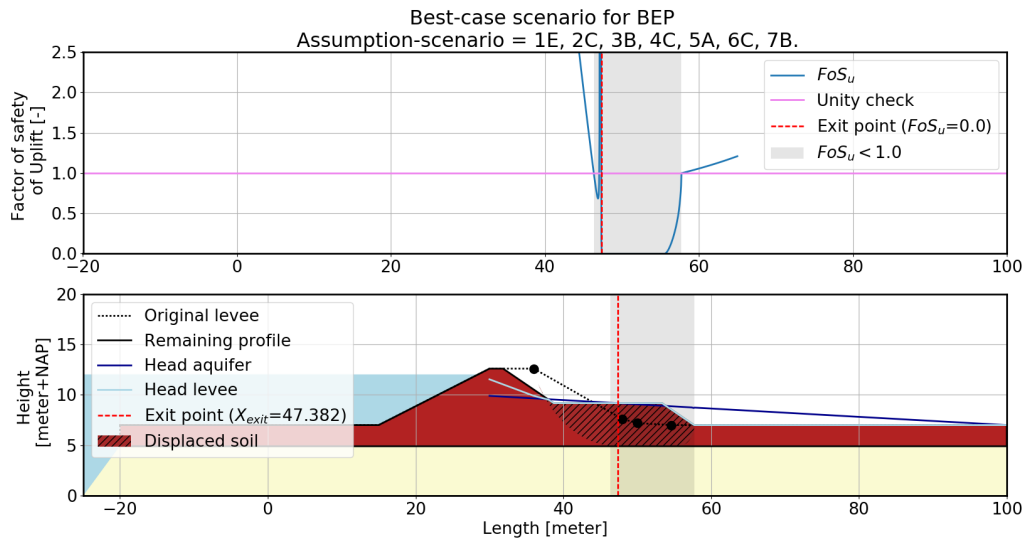 Best-case scenario for BEP
Assumption-scenario = 1E, 2C, 3B, 4C, 5A, 6C, 7B.
Factor of safety
of Uplift [-]
2.5
2.0
1.5
1.0
0.5
0.0
FoSu
Unity check
Exit point (FoSu=0.0)
FoSu < 1.0
−20 0 20 40 60 80 100
Height
[meter+NAP]
20
15
10
5
0
Original levee
Remaining profile
Head aquifer
Head levee
Exit point (Xexit=47.382)
Displaced soil
−20 0 20 40 60 80 100
Length [meter]